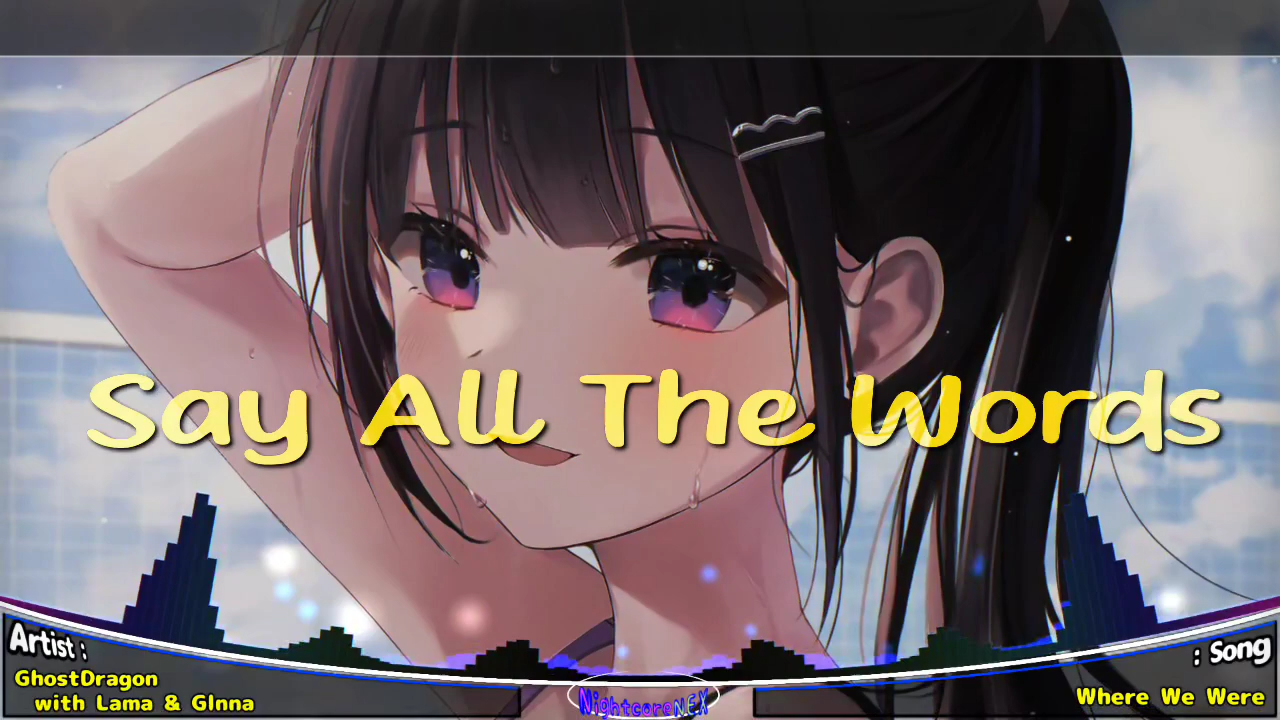 Say All The Words
Artist :
GhostDragon
with Lama & GInna
: Song
Where We Were
NightcoreNEX